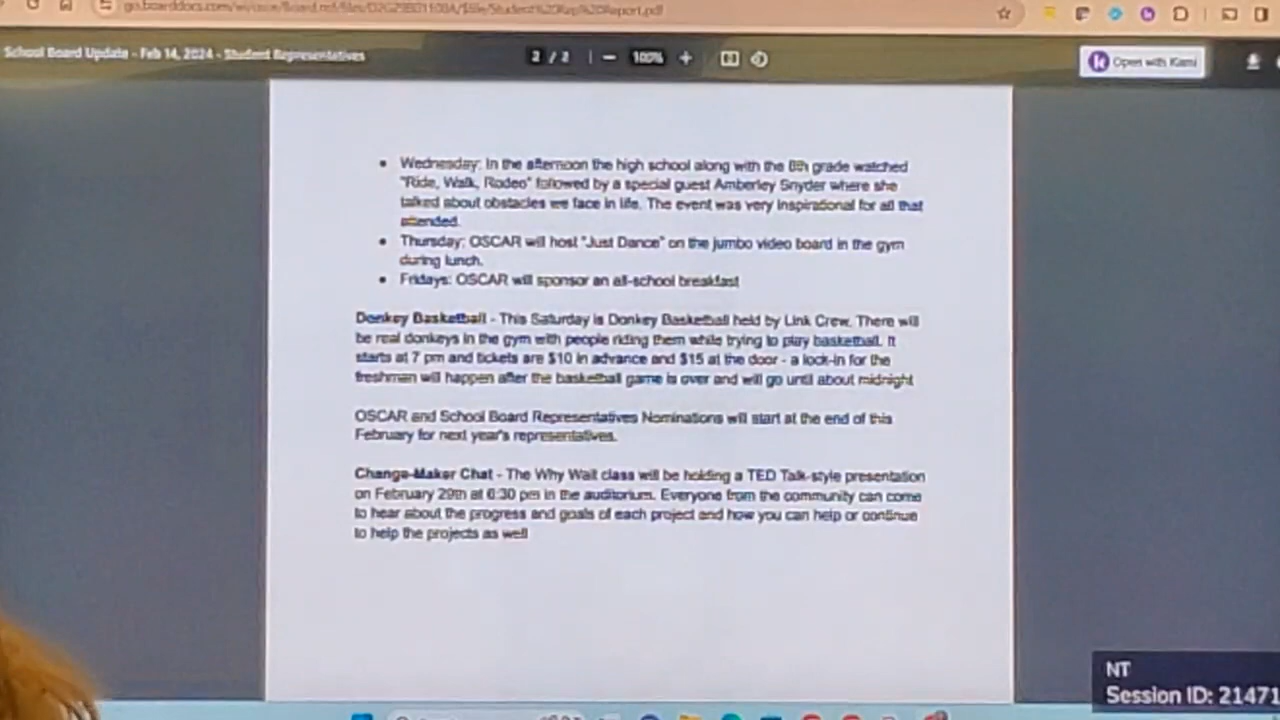 go.boarddocs.com
School Board Update - Feb 14, 2024 - Student Representatives
2 / 2
100%
Open with Kami
• Wednesday: In the afternoon the high school along with the 8th grade watched
"Ride, Walk, Rodeo" followed by a special guest Amberley Snyder where she
talked about obstacles we face in life. The event was very inspirational for all that
attended.
• Thursday: OSCAR will host "Just Dance" on the jumbo video board in the gym
during lunch.
• Fridays: OSCAR will sponsor an all-school breakfast
Donkey Basketball - This Saturday is Donkey Basketball held by Link Crew. There will
be real donkeys in the gym with people riding them while trying to play basketball. It
starts at 7 pm and tickets are $10 in advance and $15 at the door - a lock-in for the
freshman will happen after the basketball game is over and will go until about midnight
OSCAR and School Board Representatives Nominations will start at the end of this
February for next year's representatives.
Change-Maker Chat - The Why Wait class will be holding a TED Talk-style presentation
on February 29th at 6:30 pm in the auditorium. Everyone from the community can come
to hear about the progress and goals of each project and how you can help or continue
to help the projects as well
NT
Session ID: 21471